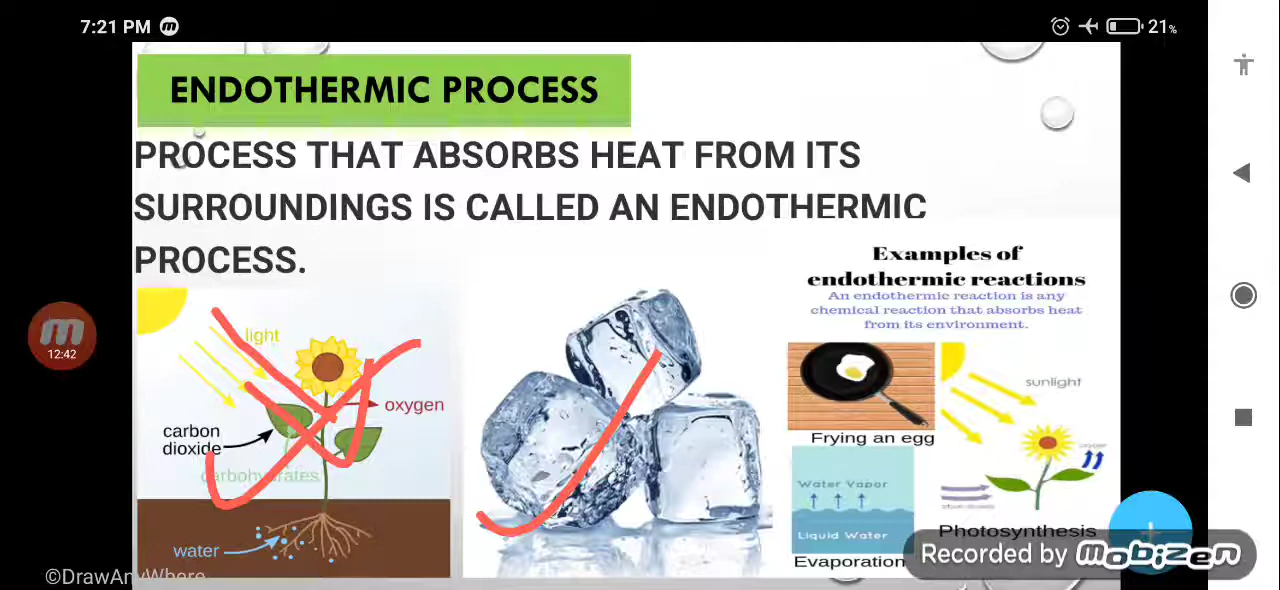 7:21 PM
21%
ENDOTHERMIC PROCESS
PROCESS THAT ABSORBS HEAT FROM ITS
SURROUNDINGS IS CALLED AN ENDOTHERMIC
PROCESS.
12:42
light
oxygen
carbon
dioxide
carbohydrates
water
Examples of
endothermic reactions
An endothermic reaction is any
chemical reaction that absorbs heat
from its environment.
Frying an egg
sunlight
Water Vapor
Liquid Water
Evaporation
Photosynthesis
Recorded by mobizen
©DrawAnyWhere